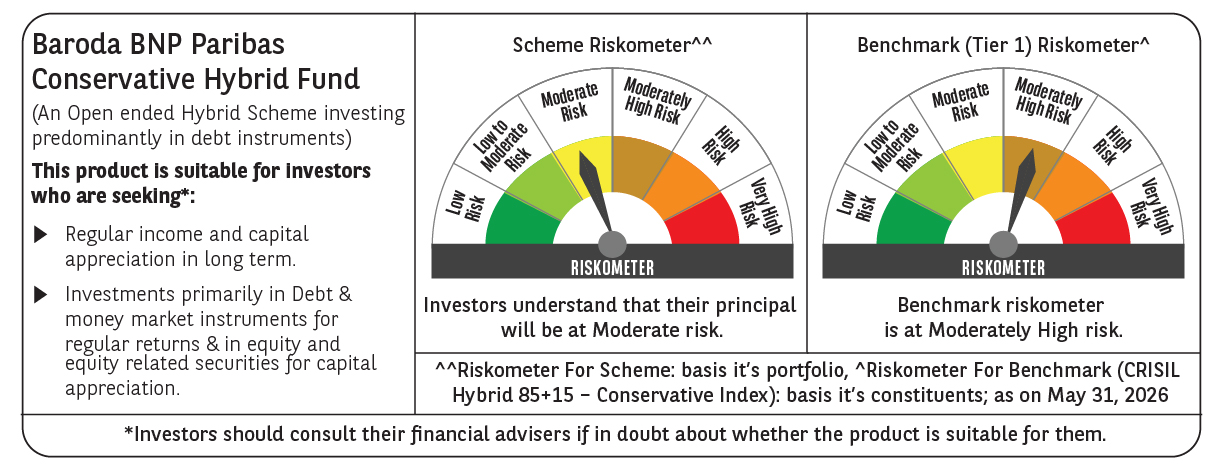 Baroda BNP Paribas
Conservative Hybrid Fund
(An Open ended Hybrid Scheme investing
predominantly in debt instruments)
This product is suitable for investors
who are seeking*:
Regular income and capital
appreciation in long term.
Investments primarily in Debt &
money market instruments for
regular returns & in equity and
equity related securities for capital
appreciation.
Scheme Riskometer^^
Low
Risk
Low to
Moderate
Risk
Moderate
Risk
Moderately
High Risk
High
Risk
Very High
Risk
RISKOMETER
Investors understand that their principal
will be at Moderate risk.
Benchmark (Tier 1) Riskometer^
Low
Risk
Low to
Moderate
Risk
Moderate
Risk
Moderately
High Risk
High
Risk
Very High
Risk
RISKOMETER
Benchmark riskometer
is at Moderately High risk.
^^Riskometer For Scheme: basis it's portfolio, ^Riskometer For Benchmark (CRISIL
Hybrid 85+15 – Conservative Index): basis it's constituents; as on May 31, 2026
*Investors should consult their financial advisers if in doubt about whether the product is suitable for them.